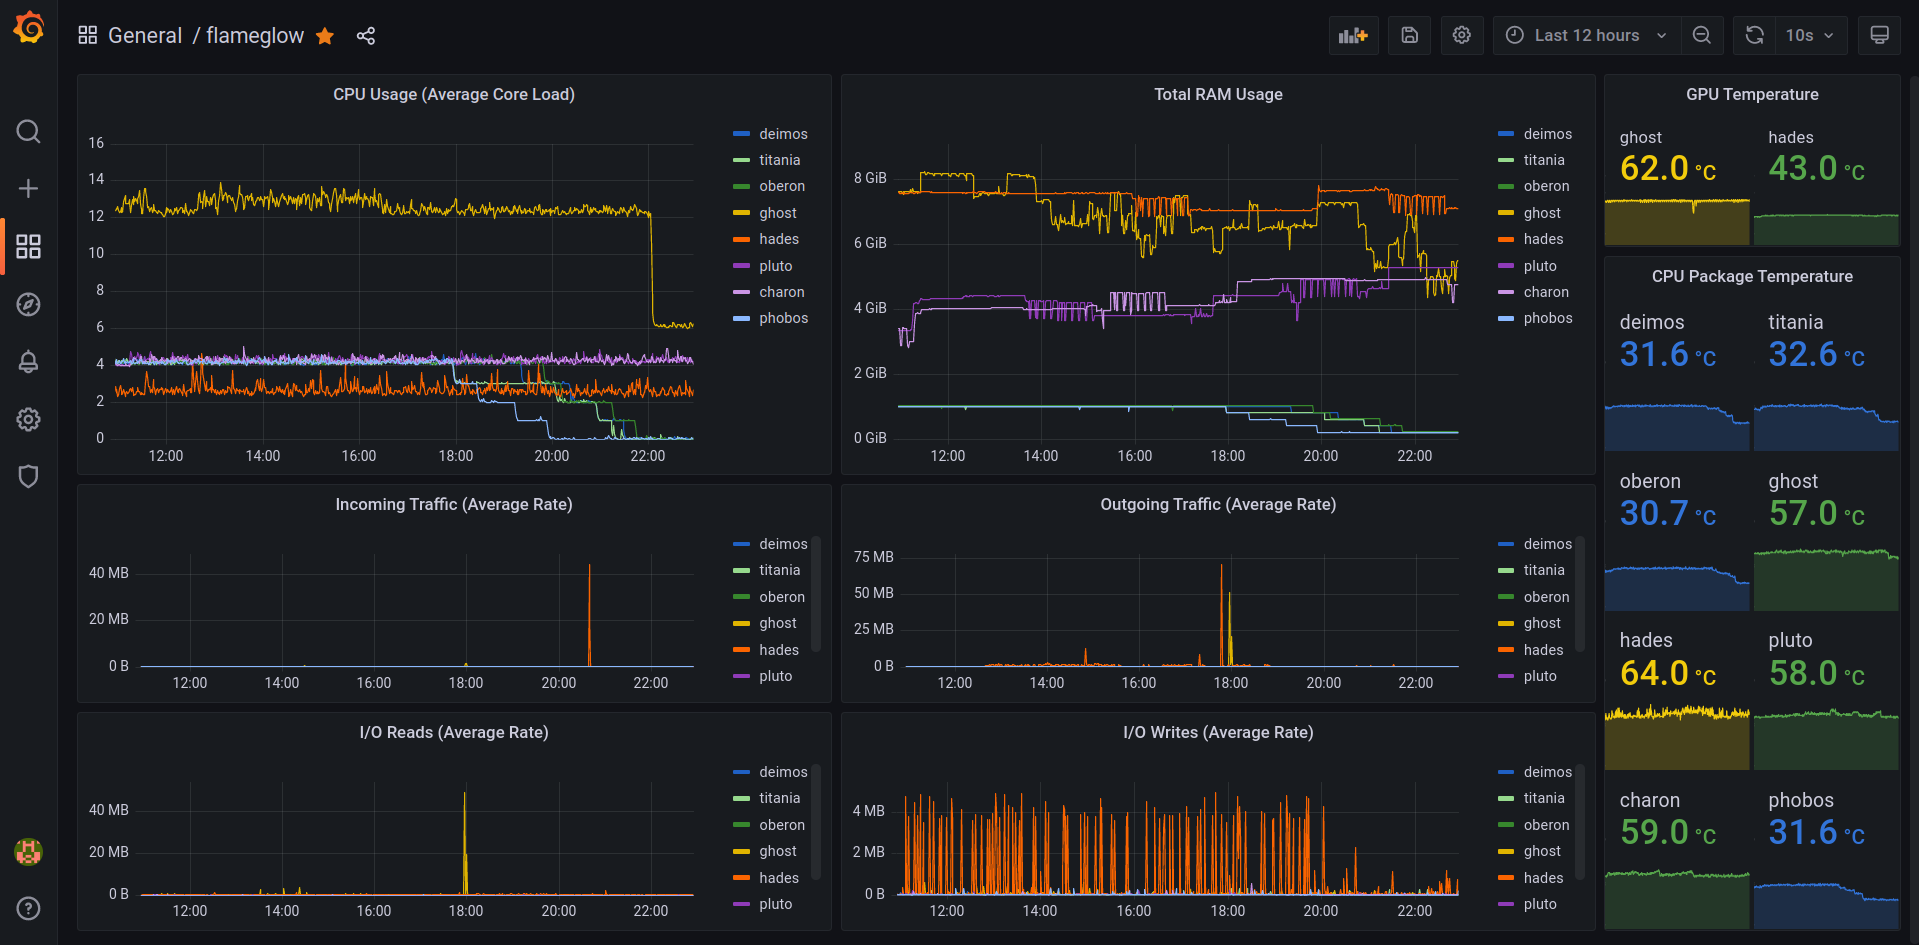 General / flameglow
Last 12 hours
10s
CPU Usage (Average Core Load)
16
14
12
10
8
6
4
2
0
12:00 14:00 16:00 18:00 20:00 22:00
deimos
titania
oberon
ghost
hades
pluto
charon
phobos
Total RAM Usage
8 GiB
6 GiB
4 GiB
2 GiB
0 GiB
12:00 14:00 16:00 18:00 20:00 22:00
deimos
titania
oberon
ghost
hades
pluto
charon
phobos
GPU Temperature
ghost hades
62.0 °C 43.0 °C
CPU Package Temperature
deimos titania
31.6 °C 32.6 °C
oberon ghost
30.7 °C 57.0 °C
hades pluto
64.0 °C 58.0 °C
charon phobos
59.0 °C 31.6 °C
Incoming Traffic (Average Rate)
40 MB
20 MB
0 B
12:00 14:00 16:00 18:00 20:00 22:00
deimos
titania
oberon
ghost
hades
pluto
Outgoing Traffic (Average Rate)
75 MB
50 MB
25 MB
0 B
12:00 14:00 16:00 18:00 20:00 22:00
deimos
titania
oberon
ghost
hades
pluto
I/O Reads (Average Rate)
40 MB
20 MB
0 B
12:00 14:00 16:00 18:00 20:00 22:00
deimos
titania
oberon
ghost
hades
pluto
I/O Writes (Average Rate)
4 MB
2 MB
0 B
12:00 14:00 16:00 18:00 20:00 22:00
deimos
titania
oberon
ghost
hades
pluto